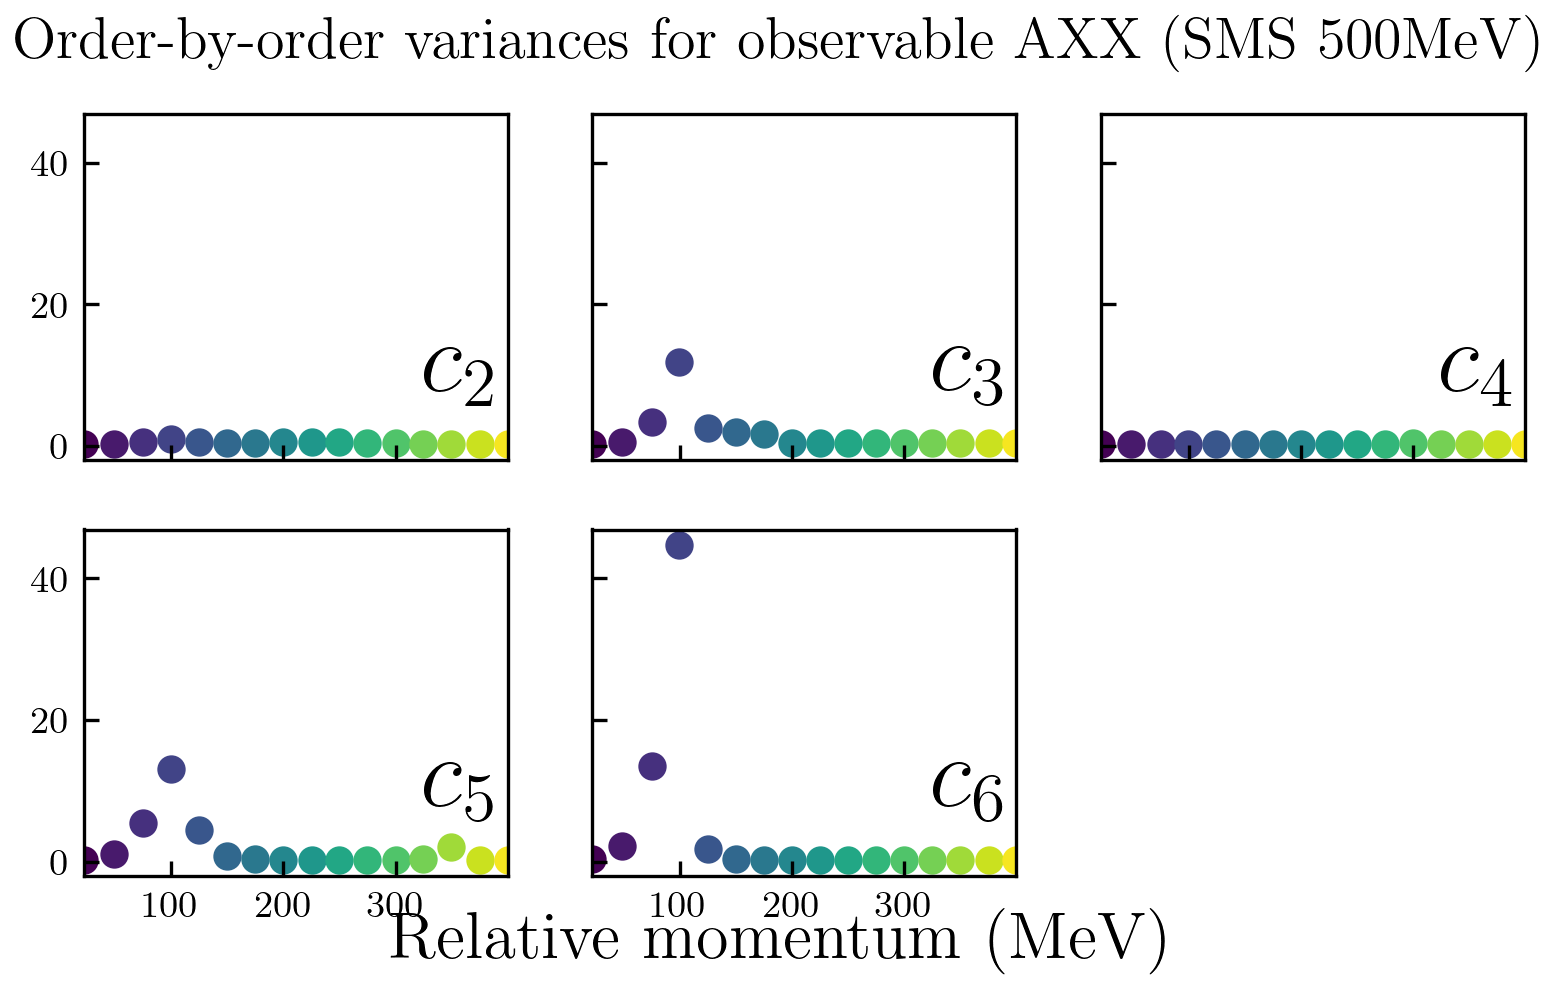 Order-by-order variances for observable AXX (SMS 500MeV)
40
20
0
c2
c3
c4
40
20
0
c5
c6
100 200 300
100 200 300
Relative momentum (MeV)